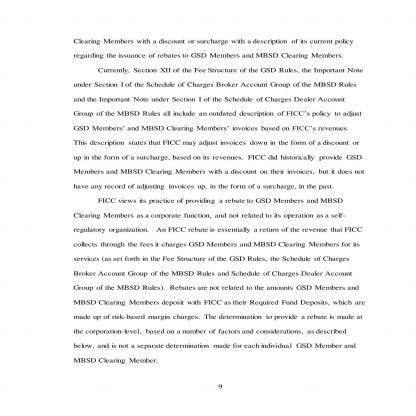 Clearing Members with a discount or surcharge with a description of its current policy
regarding the issuance of rebates to GSD Members and MBSD Clearing Members.
Currently, Section XII of the Fee Structure of the GSD Rules, the Important Note
under Section I of the Schedule of Charges Broker Account Group of the MBSD Rules
and the Important Note under Section I of the Schedule of Charges Dealer Account
Group of the MBSD Rules all include an outdated description of FICC's policy to adjust
GSD Members' and MBSD Clearing Members' invoices based on FICC's revenues.
This description states that FICC may adjust invoices down in the form of a discount or
up in the form of a surcharge, based on its revenues. FICC did historically provide GSD
Members and MBSD Clearing Members with a discount on their invoices, but it does not
have any record of adjusting invoices up, in the form of a surcharge, in the past.
FICC views its practice of providing a rebate to GSD Members and MBSD
Clearing Members as a corporate function, and not related to its operation as a self-
regulatory organization. An FICC rebate is essentially a return of the revenue that FICC
collects through the fees it charges GSD Members and MBSD Clearing Members for its
services (as set forth in the Fee Structure of the GSD Rules, the Schedule of Charges
Broker Account Group of the MBSD Rules and Schedule of Charges Dealer Account
Group of the MBSD Rules). Rebates are not related to the amounts GSD Members and
MBSD Clearing Members deposit with FICC as their Required Fund Deposits, which are
made up of risk-based margin charges. The determination to provide a rebate is made at
the corporation-level, based on a number of factors and considerations, as described
below, and is not a separate determination made for each individual GSD Member and
MBSD Clearing Member.
9